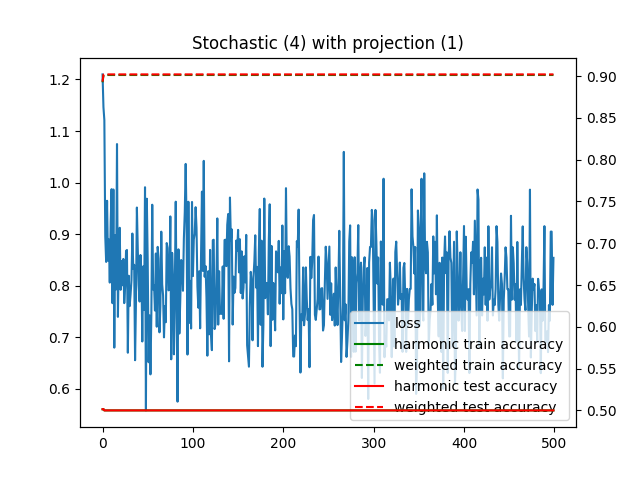 Stochastic (4) with projection (1)
1.2
1.1
1.0
0.9
0.8
0.7
0.6
0.90
0.85
0.80
0.75
0.70
0.65
0.60
0.55
0.50
loss
harmonic train accuracy
weighted train accuracy
harmonic test accuracy
weighted test accuracy
0 100 200 300 400 500